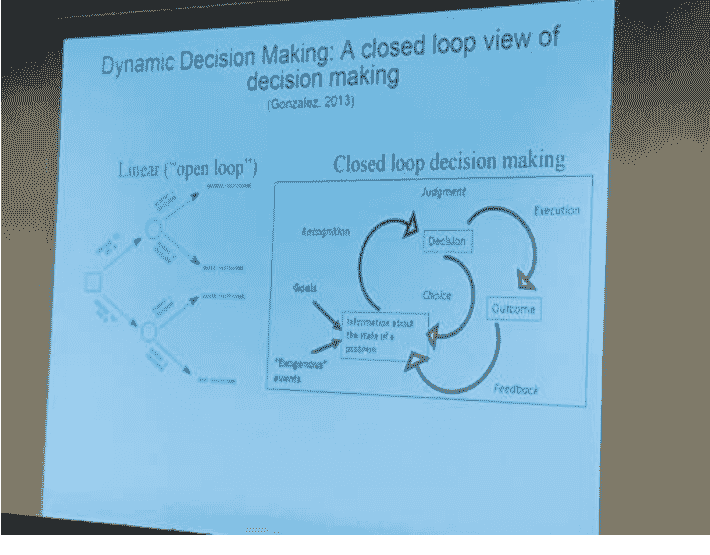 Dynamic Decision Making: A closed loop view of
decision making
(Gonzalez, 2013)
Linear ("open loop")
Closed loop decision making
Judgment
Execution
Recognition
Decision
Goals
Choice
Outcome
Information about
the state of a
problem
"Exogenous"
events
Feedback